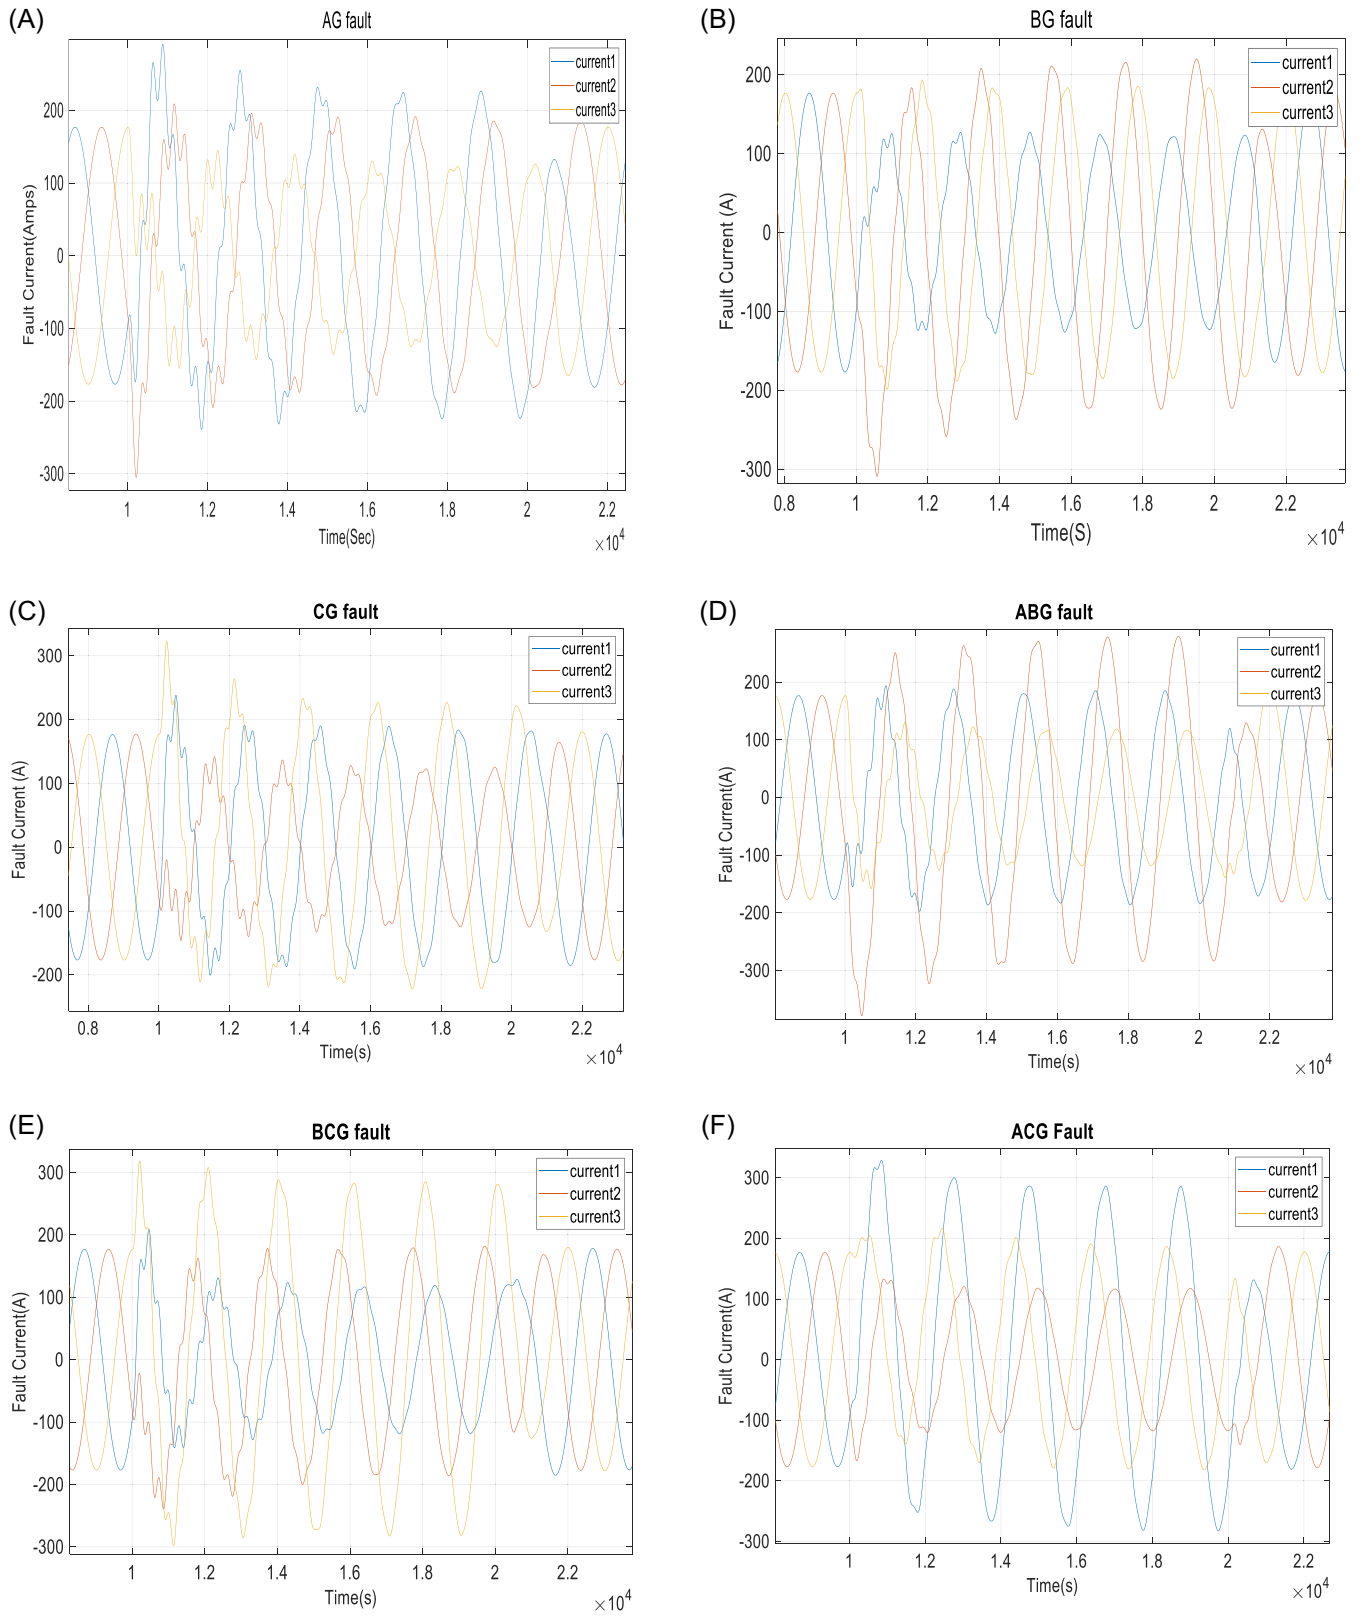 (A)
AG fault
current1
current2
current3
200
100
0
-100
-200
-300
Fault Current(Amps)
1
1.2
1.4
1.6
1.8
2
2.2
Time(Sec)
×10⁴
(B)
BG fault
current1
current2
current3
200
100
0
-100
-200
-300
Fault Current (A)
0.8
1
1.2
1.4
1.6
1.8
2
2.2
Time(S)
×10⁴
(C)
CG fault
current1
current2
current3
300
200
100
0
-100
-200
Fault Current (A)
0.8
1
1.2
1.4
1.6
1.8
2
2.2
Time(s)
×10⁴
(D)
ABG fault
current1
current2
current3
200
100
0
-100
-200
-300
Fault Current(A)
1
1.2
1.4
1.6
1.8
2
2.2
Time(s)
×10⁴
(E)
BCG fault
current1
current2
current3
300
200
100
0
-100
-200
-300
Fault Current(A)
1
1.2
1.4
1.6
1.8
2
2.2
Time(s)
×10⁴
(F)
ACG Fault
current1
current2
current3
300
200
100
0
-100
-200
-300
Fault Current(A)
1
1.2
1.4
1.6
1.8
2
2.2
Time(s)
×10⁴